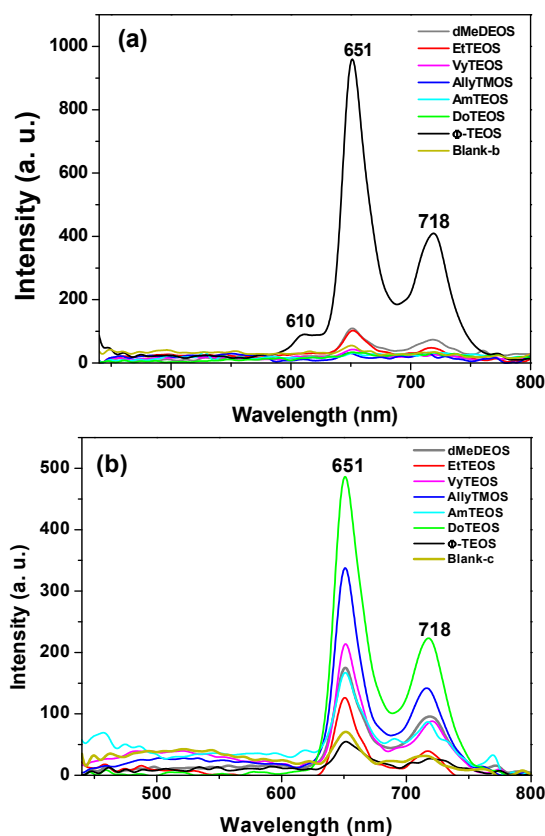 (a)
651
718
610
dMeDEOS
EtTEOS
VyTEOS
AllyTMOS
AmTEOS
DoTEOS
Φ-TEOS
Blank-b
1000
800
600
400
200
0
500
600
700
800
Intensity (a. u.)
Wavelength (nm)
(b)
651
718
dMeDEOS
EtTEOS
VyTEOS
AllyTMOS
AmTEOS
DoTEOS
Φ-TEOS
Blank-c
500
400
300
200
100
0
500
600
700
800
Intensity (a. u.)
Wavelength (nm)